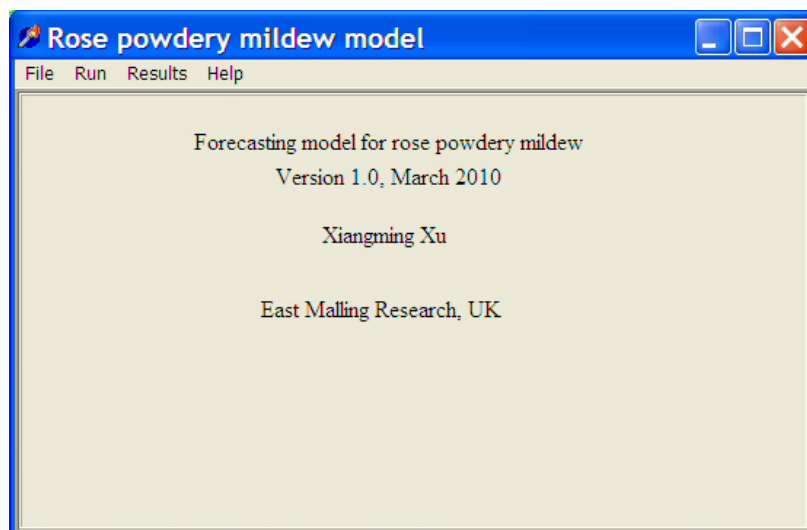 Rose powdery mildew model
File Run Results Help
Forecasting model for rose powdery mildew
Version 1.0, March 2010
Xiangming Xu
East Malling Research, UK